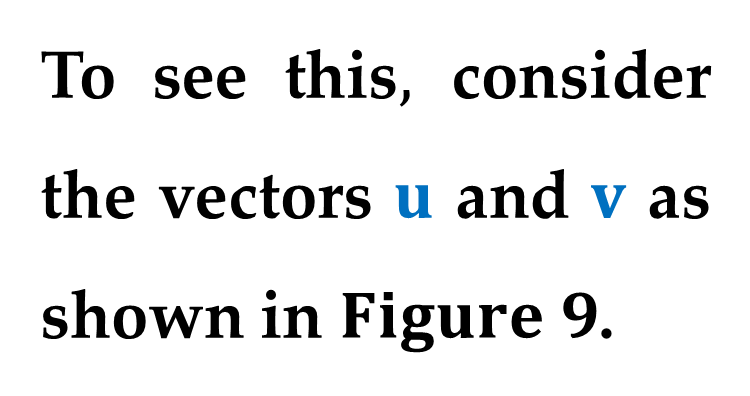 To see this, consider
the vectors u and v as
shown in Figure 9.